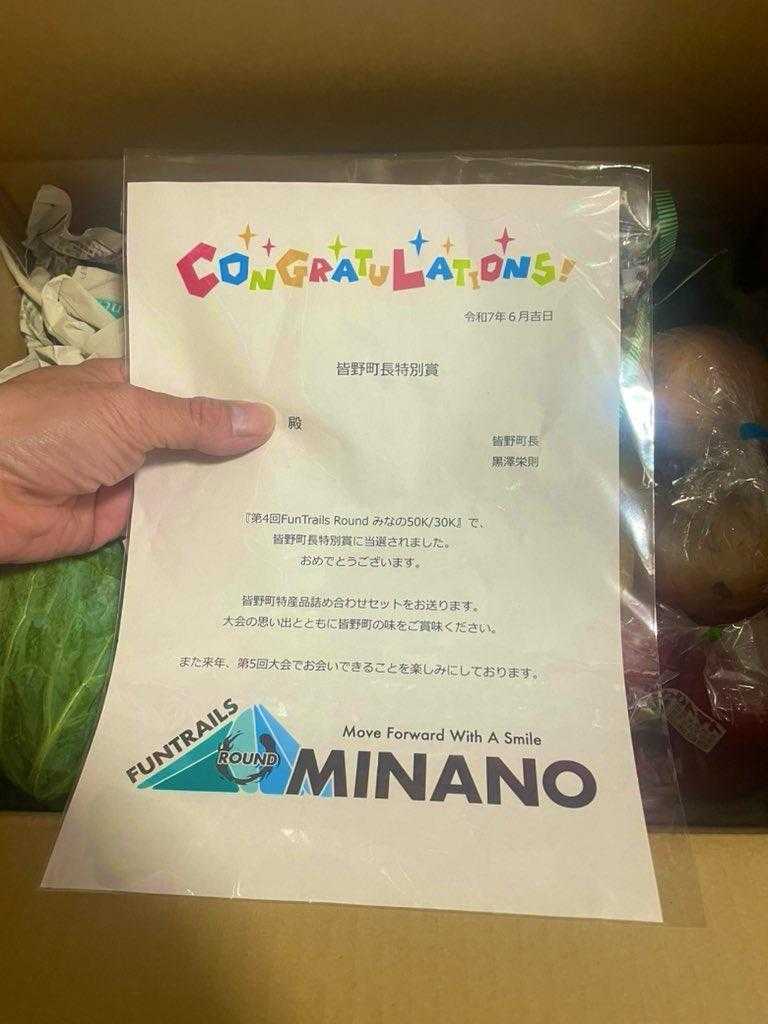 CONGRATULATIONS!
令和7年6月吉日
皆野町長特別賞
殿
皆野町長
黒澤栄則
『第4回FunTrails Round みなの50K/30K』で、
皆野町長特別賞に当選されました。
おめでとうございます。
皆野町特産品詰め合わせセットをお送ります。
大会の思い出とともに皆野町の味をご賞味ください。
また来年、第5回大会でお会いできることを楽しみにしております。
FUNTRAILS
ROUND
Move Forward With A Smile
MINANO